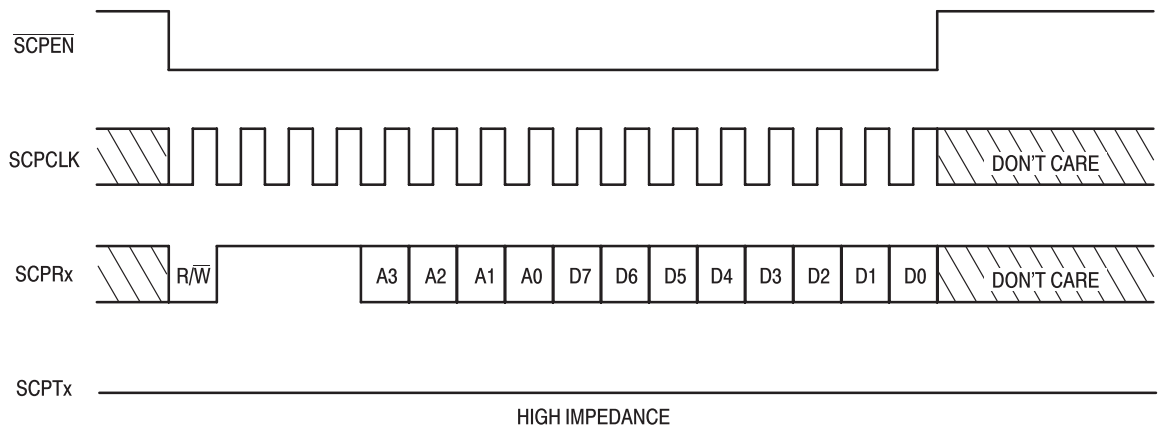 SCPEN
SCPCLK
DON'T CARE
SCPRx
R/W A3 A2 A1 A0 D7 D6 D5 D4 D3 D2 D1 D0
DON'T CARE
SCPTx
HIGH IMPEDANCE